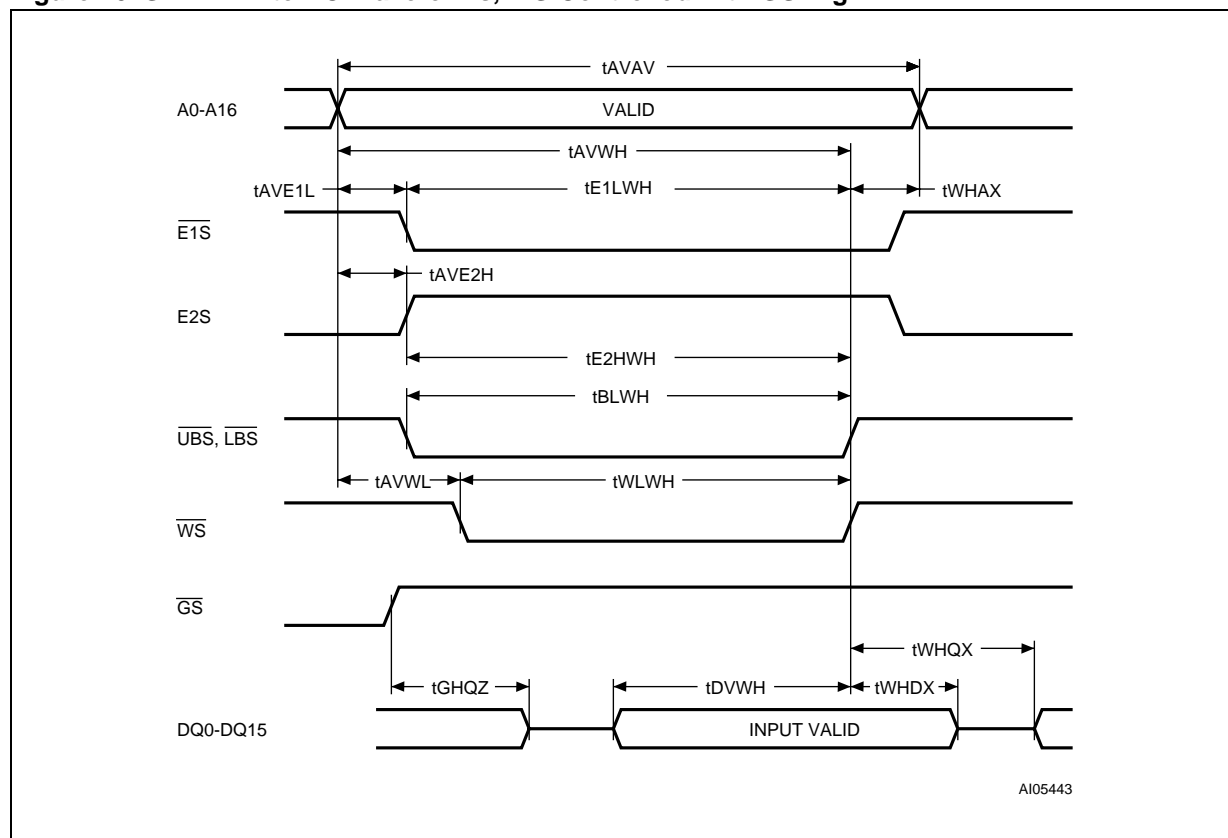 tAVAV
A0-A16
VALID
tAVWH
tAVE1L
tE1LWH
tWHAX
E1S
tAVE2H
E2S
tE2HWH
tBLWH
UBS, LBS
tAVWL
tWLWH
WS
GS
tWHQX
tGHQZ
tDVWH
tWHDX
DQ0-DQ15
INPUT VALID
AI05443